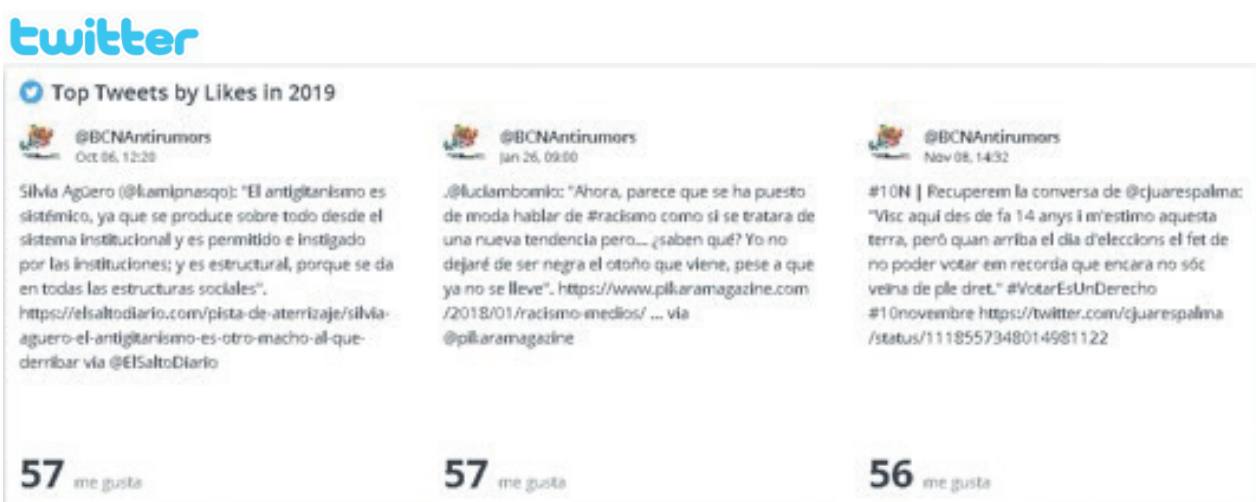 twitter
Top Tweets by Likes in 2019
@BCNAntirumors
Oct 06, 12:20
Silvia Agüero (@kamipnasqo): "El antigitanismo es
sistémico, ya que se produce sobre todo desde el
sistema institucional y es permitido e instigado
por las instituciones; y es estructural, porque se da
en todas las estructuras sociales".
https://elsaltodiario.com/pista-de-aterrizaje/silvia-
aguero-el-antigitanismo-es-otro-macho-al-que-
derribar via @ElSaltoDiario
57 me gusta
@BCNAntirumors
Jan 26, 09:00
.@luciambomio: "Ahora, parece que se ha puesto
de moda hablar de #racismo como si se tratara de
una nueva tendencia pero... ¿saben qué? Yo no
dejaré de ser negra el otoño que viene, pese a que
ya no se lleve". https://www.pikaramagazine.com
/2018/01/racismo-medios/ ... via
@pikaramagazine
57 me gusta
@BCNAntirumors
Nov 08, 14:32
#10N | Recuperem la conversa de @cjuarespalma:
"Visc aquí des de fa 14 anys i m'estimo aquesta
terra, però quan arriba el dia d'eleccions el fet de
no poder votar em recorda que encara no sóc
veïna de ple dret." #VotarEsUnDerecho
#10novembre https://twitter.com/cjuarespalma
/status/1118557348014981122
56 me gusta